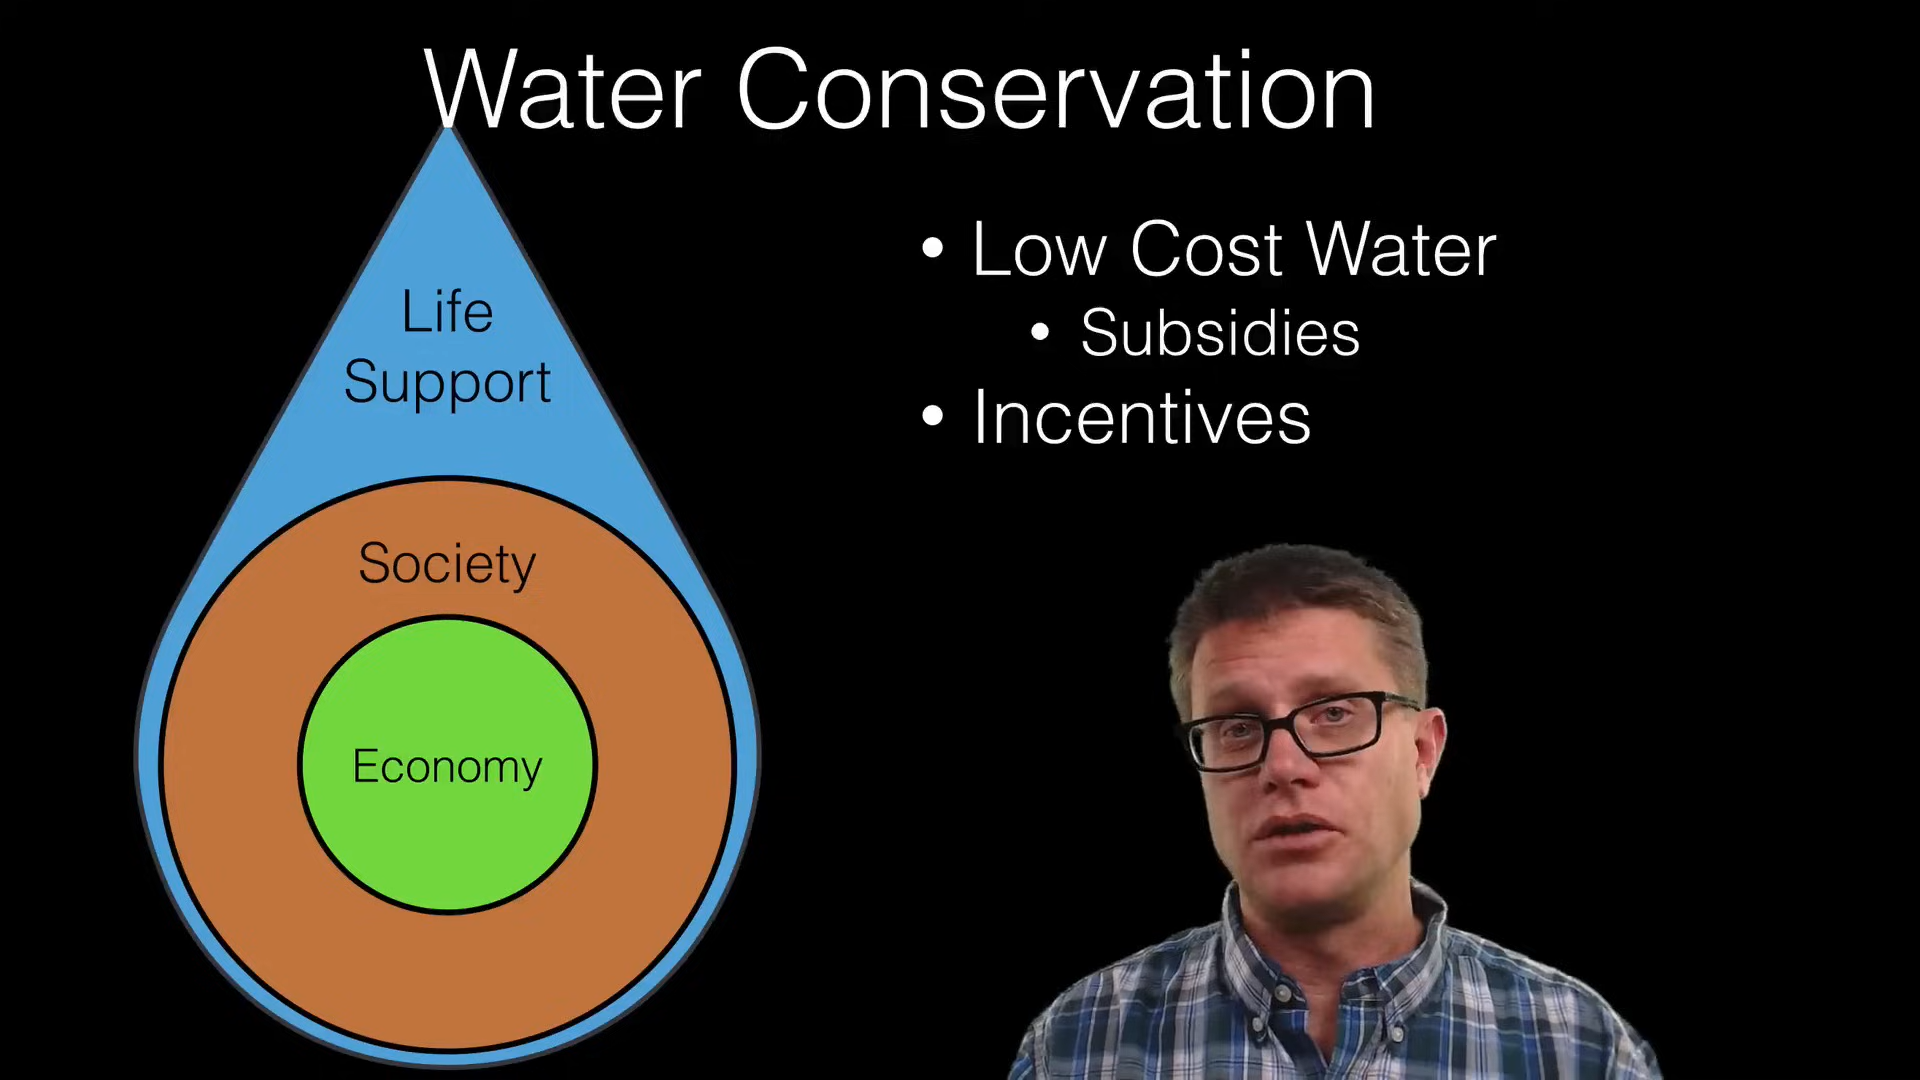 Water Conservation
Life
Support
Society
Economy
• Low Cost Water
• Subsidies
• Incentives